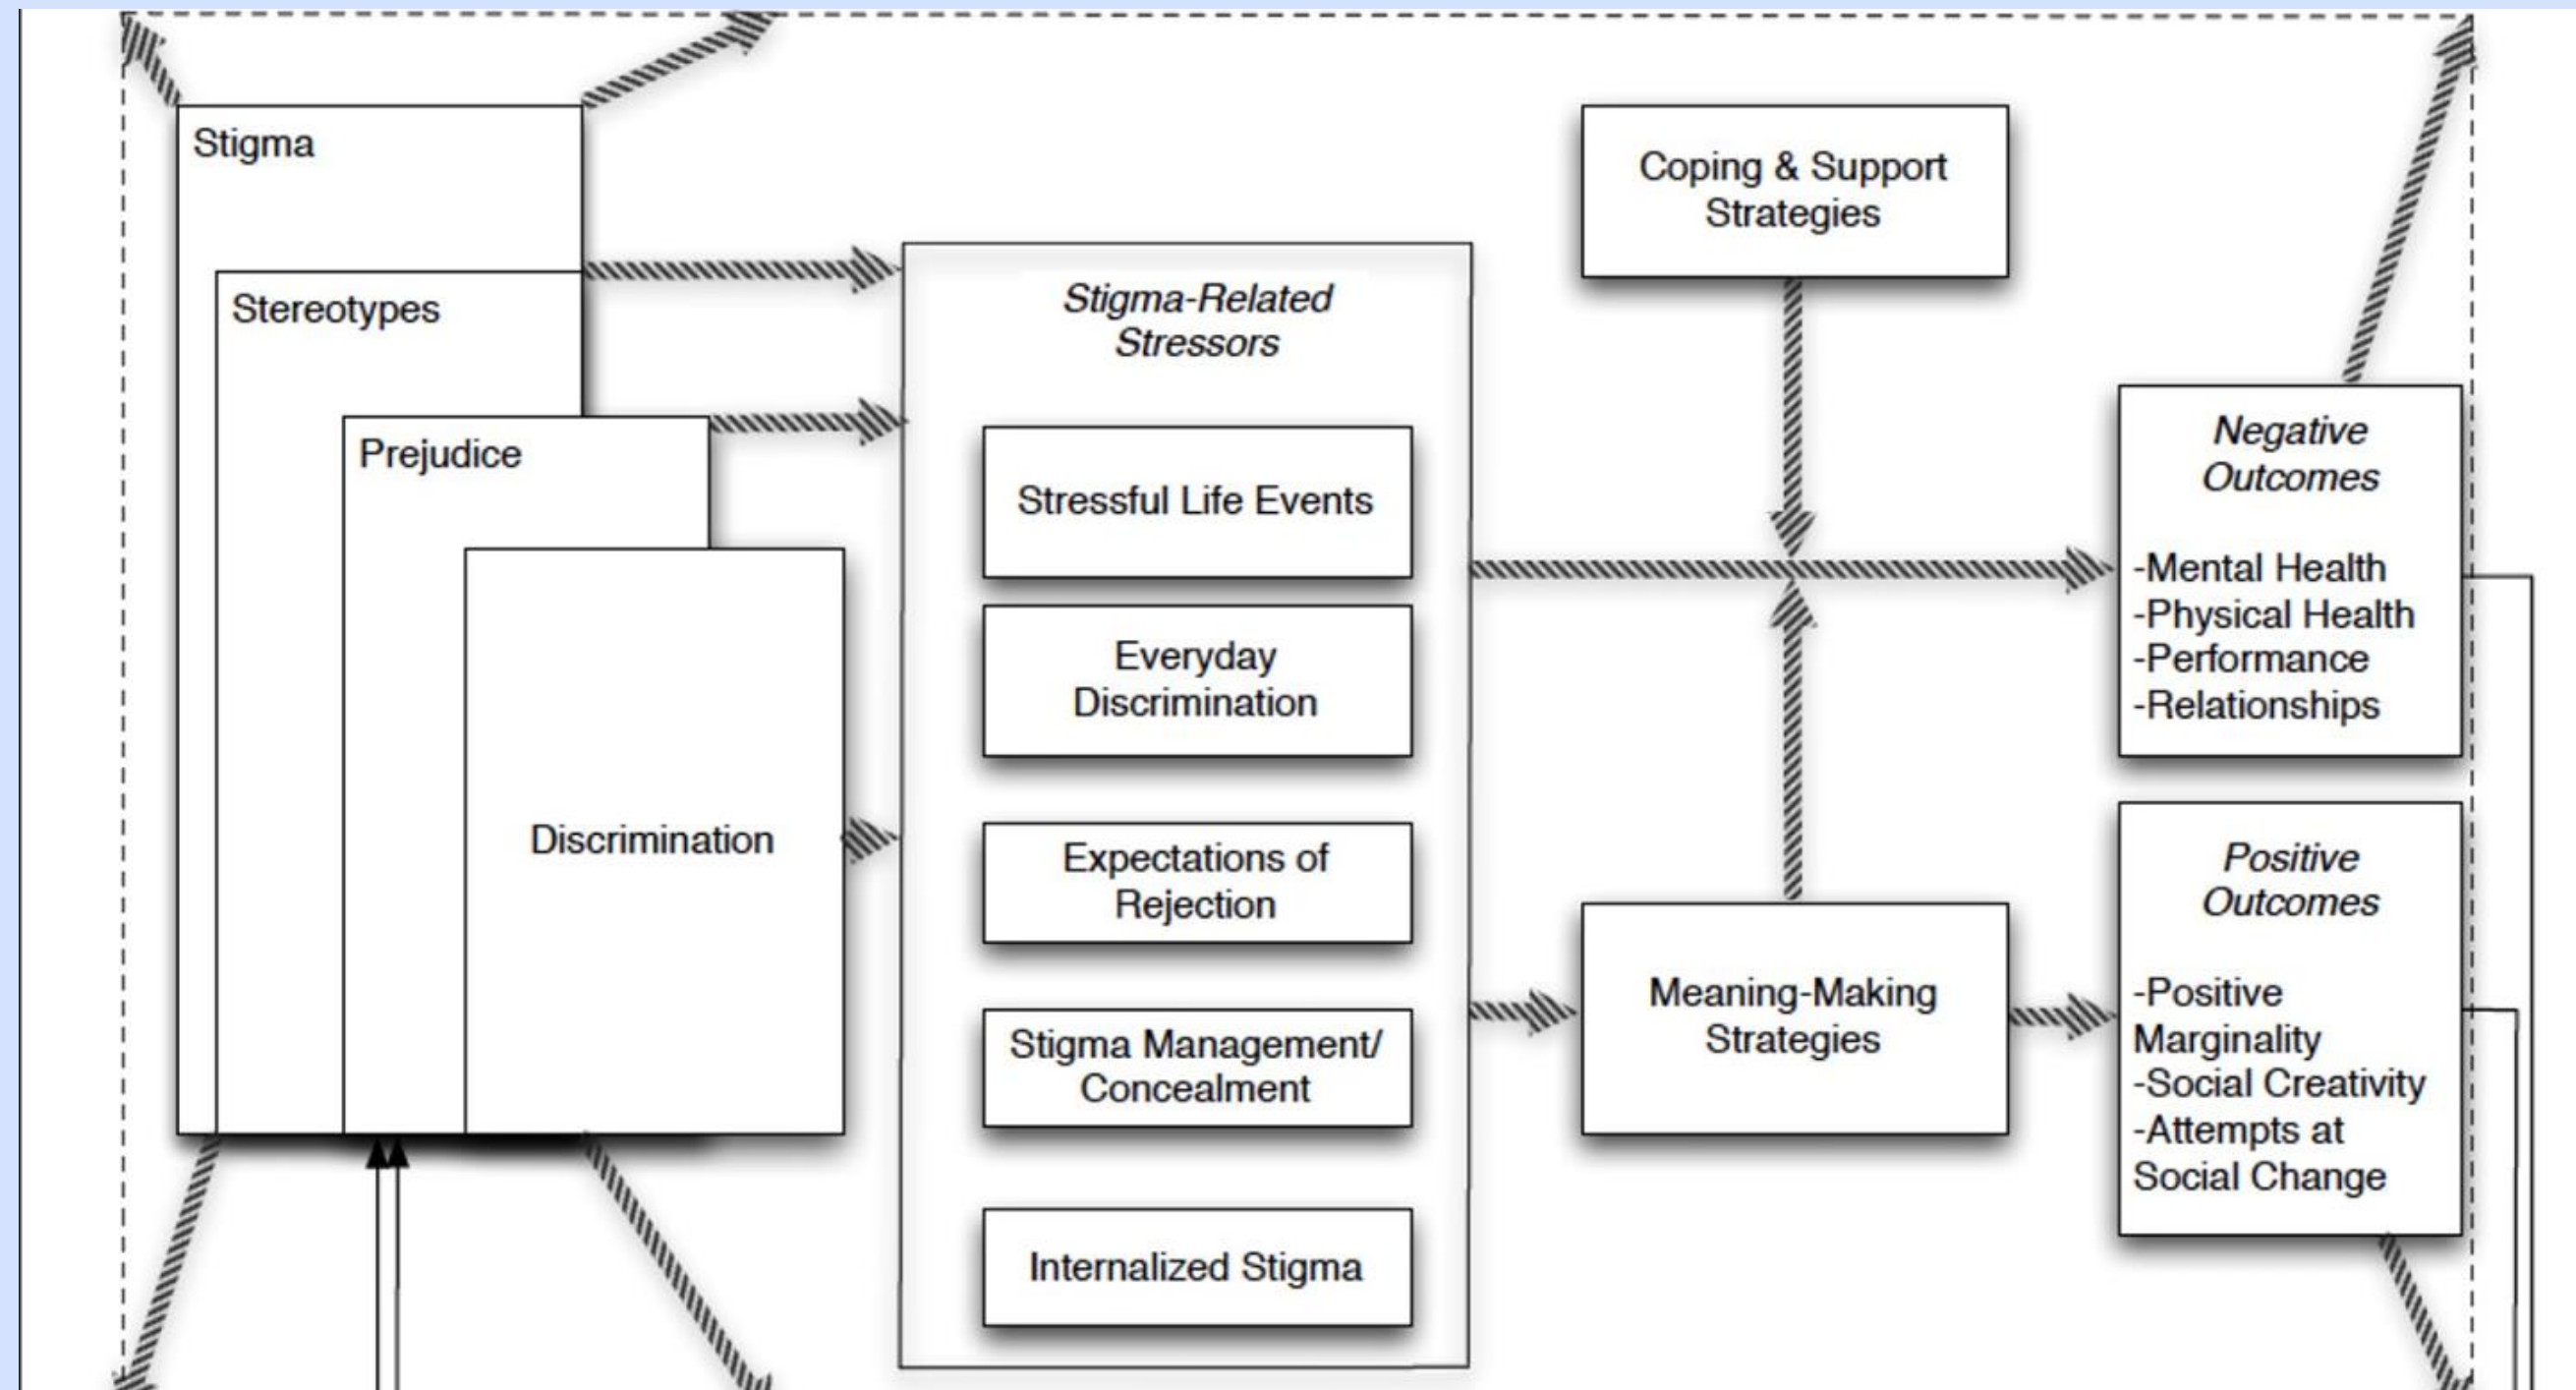 Stigma
Stereotypes
Prejudice
Discrimination
Stigma-Related
Stressors
Stressful Life Events
Everyday
Discrimination
Expectations of
Rejection
Stigma Management/
Concealment
Internalized Stigma
Coping & Support
Strategies
Meaning-Making
Strategies
Negative
Outcomes
-Mental Health
-Physical Health
-Performance
-Relationships
Positive
Outcomes
-Positive
Marginality
-Social Creativity
-Attempts at
Social Change